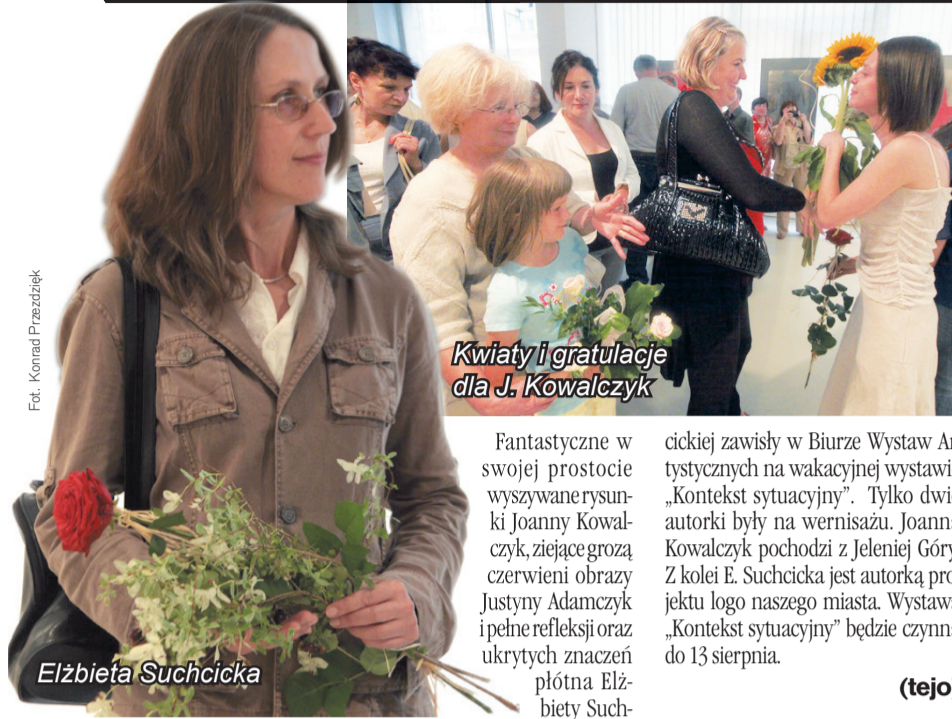 Fot. Konrad Przezdzięk
Kwiaty i gratulacje
dla J. Kowalczyk
Elżbieta Suchcicka
Fantastyczne w
swojej prostocie
wyszywane rysun-
ki Joanny Kowal-
czyk, ziejące grozą
czerwieni obrazy
Justyny Adamczyk
i pełne refleksji oraz
ukrytych znaczeń
płótna Elż-
biety Such-
cickiej zawisły w Biurze Wystaw Ar
tystycznych na wakacyjnej wystawi
„Kontekst sytuacyjny”. Tylko dwi
autorki były na wernisażu. Joann
Kowalczyk pochodzi z Jeleniej Góry
Z kolei E. Suchcicka jest autorką pro
jektu logo naszego miasta. Wystaw
„Kontekst sytuacyjny” będzie czynn
do 13 sierpnia.
(tejo